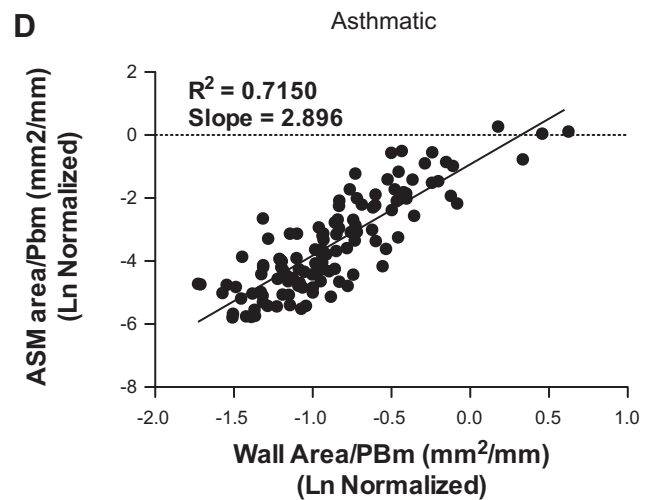 D
Asthmatic
ASM area/Pbm (mm2/mm)
(Ln Normalized)
R² = 0.7150
Slope = 2.896
2
0
-2
-4
-6
-8
-2.0 -1.5 -1.0 -0.5 0.0 0.5 1.0
Wall Area/PBm (mm²/mm)
(Ln Normalized)